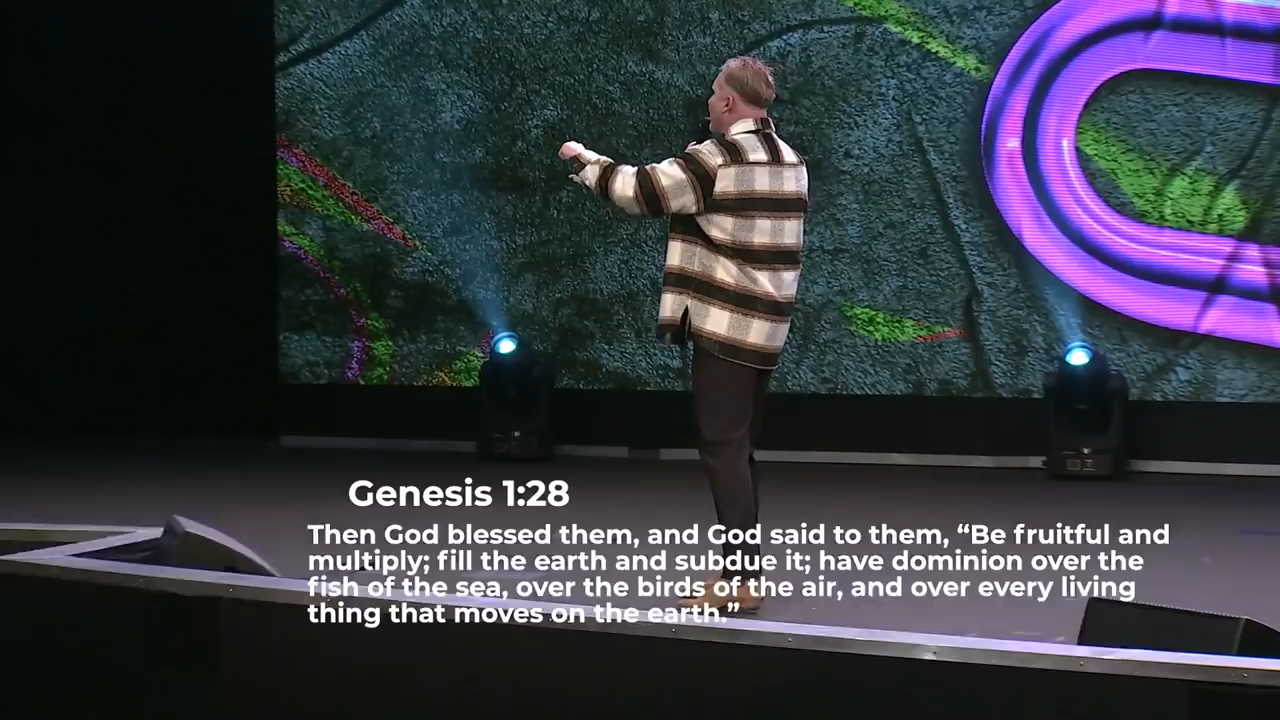 Genesis 1:28
Then God blessed them, and God said to them, “Be fruitful and
multiply; fill the earth and subdue it; have dominion over the
fish of the sea, over the birds of the air, and over every living
thing that moves on the earth.”